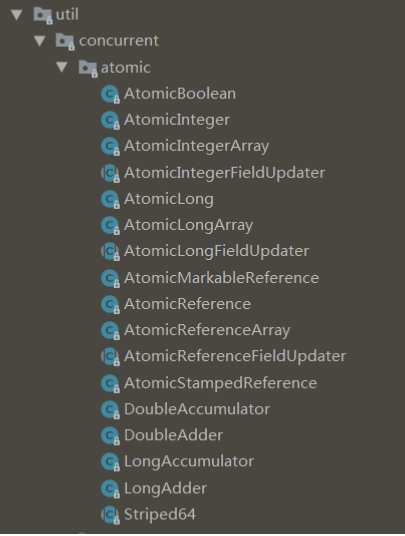 util
concurrent
atomic
AtomicBoolean
AtomicInteger
AtomicIntegerArray
AtomicIntegerFieldUpdater
AtomicLong
AtomicLongArray
AtomicLongFieldUpdater
AtomicMarkableReference
AtomicReference
AtomicReferenceArray
AtomicReferenceFieldUpdater
AtomicStampedReference
DoubleAccumulator
DoubleAdder
LongAccumulator
LongAdder
Striped64